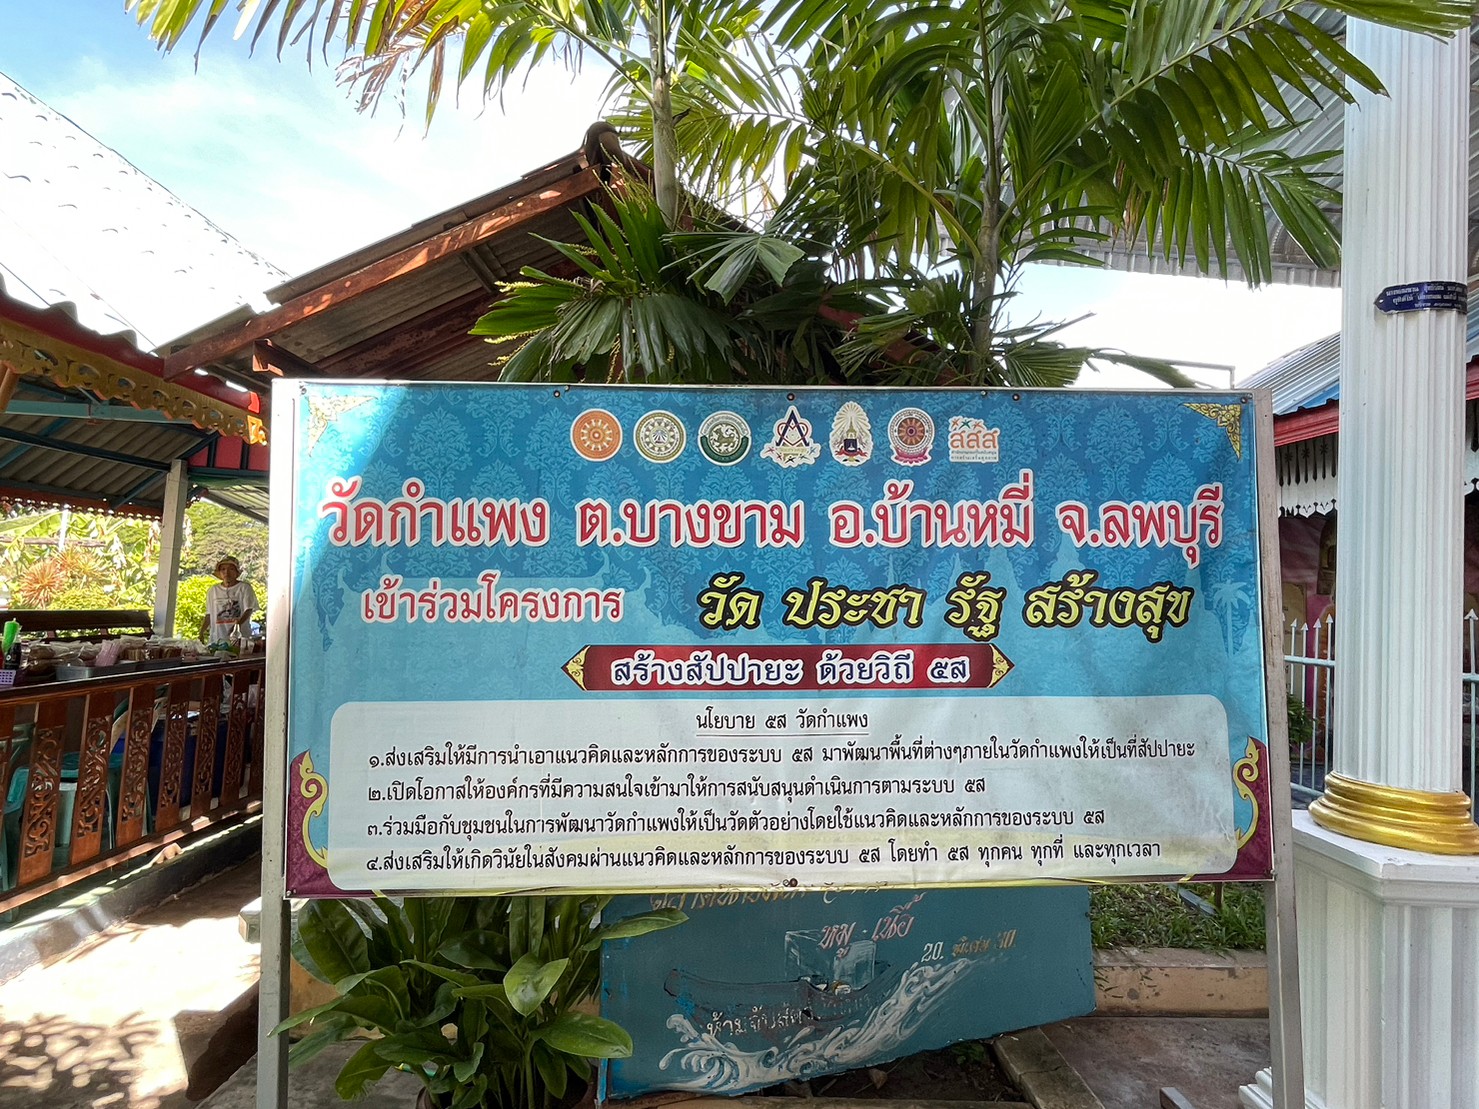 สสส
วัดกำแพง ต.บางขาม อ.บ้านหมี่ จ.ลพบุรี
เข้าร่วมโครงการ วัด ประชา รัฐ สร้างสุข
สร้างสัปปายะ ด้วยวิถี ๕ส
นโยบาย ๕ส วัดกำแพง
๑.ส่งเสริมให้มีการนำเอาแนวคิดและหลักการของระบบ ๕ส มาพัฒนาพื้นที่ต่างๆภายในวัดกำแพงให้เป็นที่สัปปายะ
๒.เปิดโอกาสให้องค์กรที่มีความสนใจเข้ามาให้การสนับสนุนดำเนินการตามระบบ ๕ส
๓.ร่วมมือกับชุมชนในการพัฒนาวัดกำแพงให้เป็นวัดตัวอย่างโดยใช้แนวคิดและหลักการของระบบ ๕ส
๔.ส่งเสริมให้เกิดวินัยในสังคมผ่านแนวคิดและหลักการของระบบ ๕ส โดยทำ ๕ส ทุกคน ทุกที่ และทุกเวลา
20.
ห้ามจับสัตว์